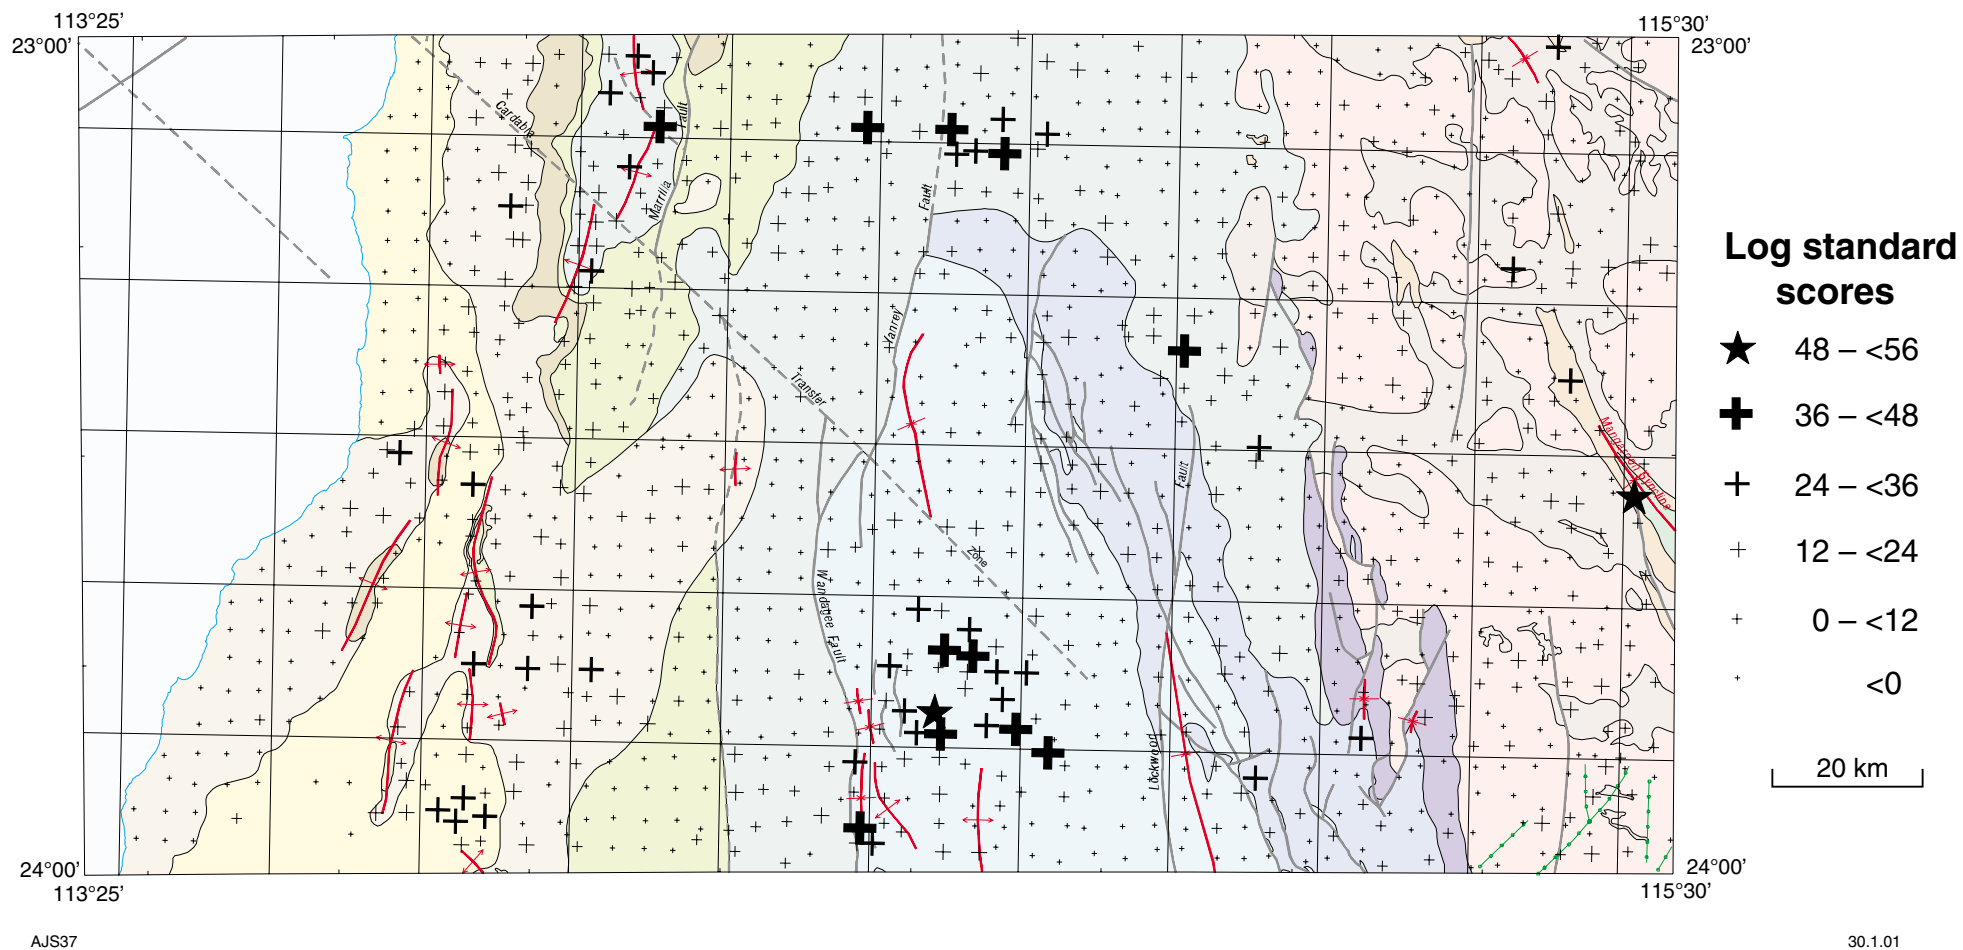 113°25’
115°30’
23°00’
23°00’
Cardabia
Fault
Marrilla
Fault
Yanrey
Transfer
Zone
Wandagee Fault
Fault
Lockwood
Mangaroon Syncline
Log standard
scores
48 – <56
36 – <48
24 – <36
12 – <24
0 – <12
<0
20 km
24°00’
24°00’
113°25’
115°30’
AJS37
30.1.01